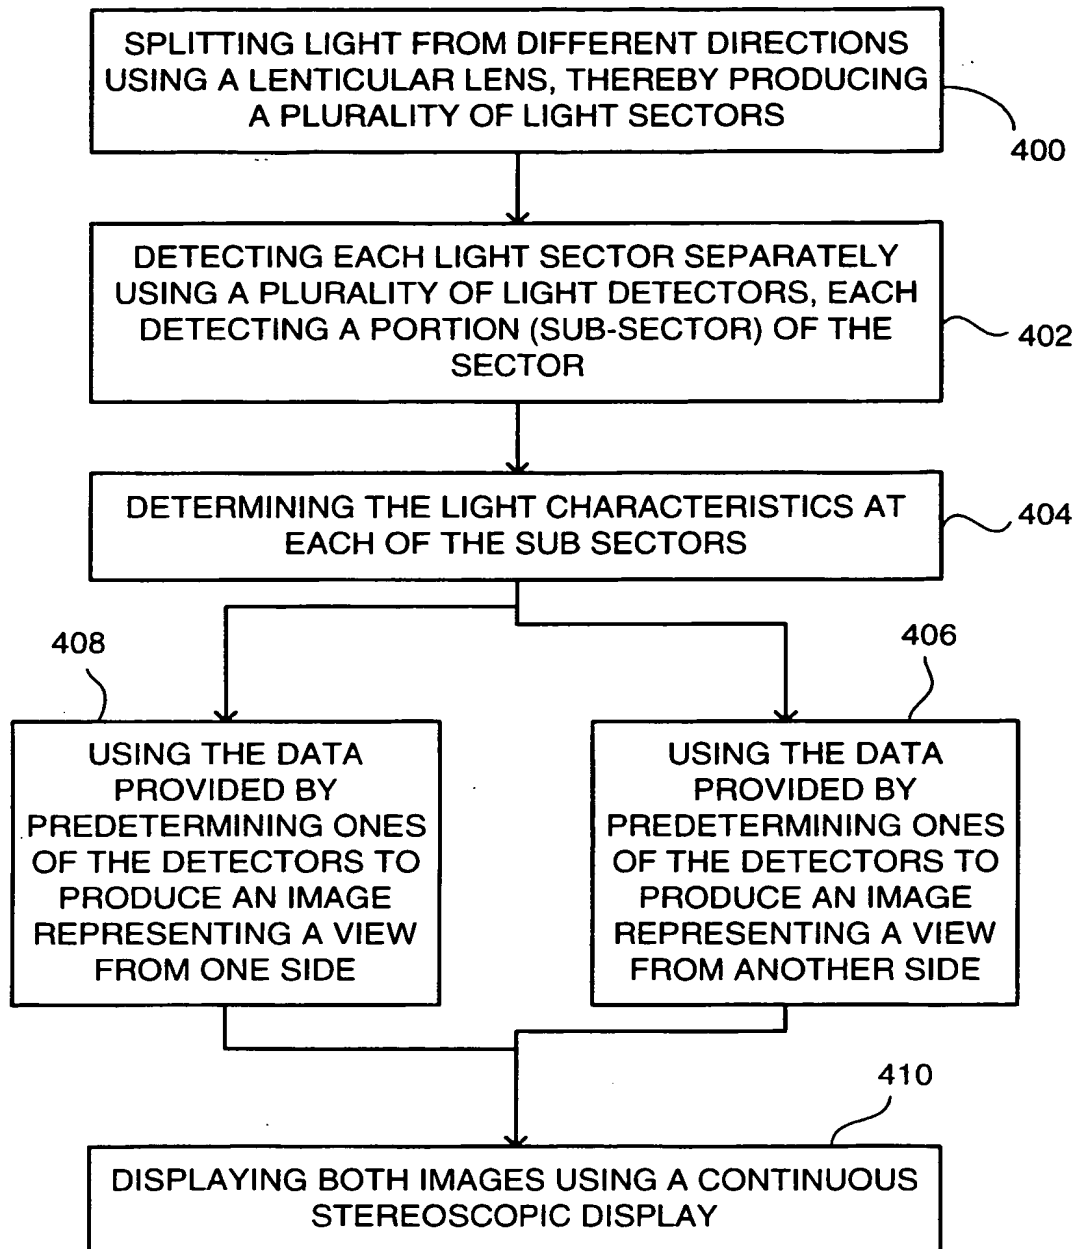 SPLITTING LIGHT FROM DIFFERENT DIRECTIONS
USING A LENTICULAR LENS, THEREBY PRODUCING
A PLURALITY OF LIGHT SECTORS
400
DETECTING EACH LIGHT SECTOR SEPARATELY
USING A PLURALITY OF LIGHT DETECTORS, EACH
DETECTING A PORTION (SUB-SECTOR) OF THE
SECTOR
402
DETERMINING THE LIGHT CHARACTERISTICS AT
EACH OF THE SUB SECTORS
404
408
USING THE DATA
PROVIDED BY
PREDETERMINING ONES
OF THE DETECTORS TO
PRODUCE AN IMAGE
REPRESENTING A VIEW
FROM ONE SIDE
406
USING THE DATA
PROVIDED BY
PREDETERMINING ONES
OF THE DETECTORS TO
PRODUCE AN IMAGE
REPRESENTING A VIEW
FROM ANOTHER SIDE
410
DISPLAYING BOTH IMAGES USING A CONTINUOUS
STEREOSCOPIC DISPLAY